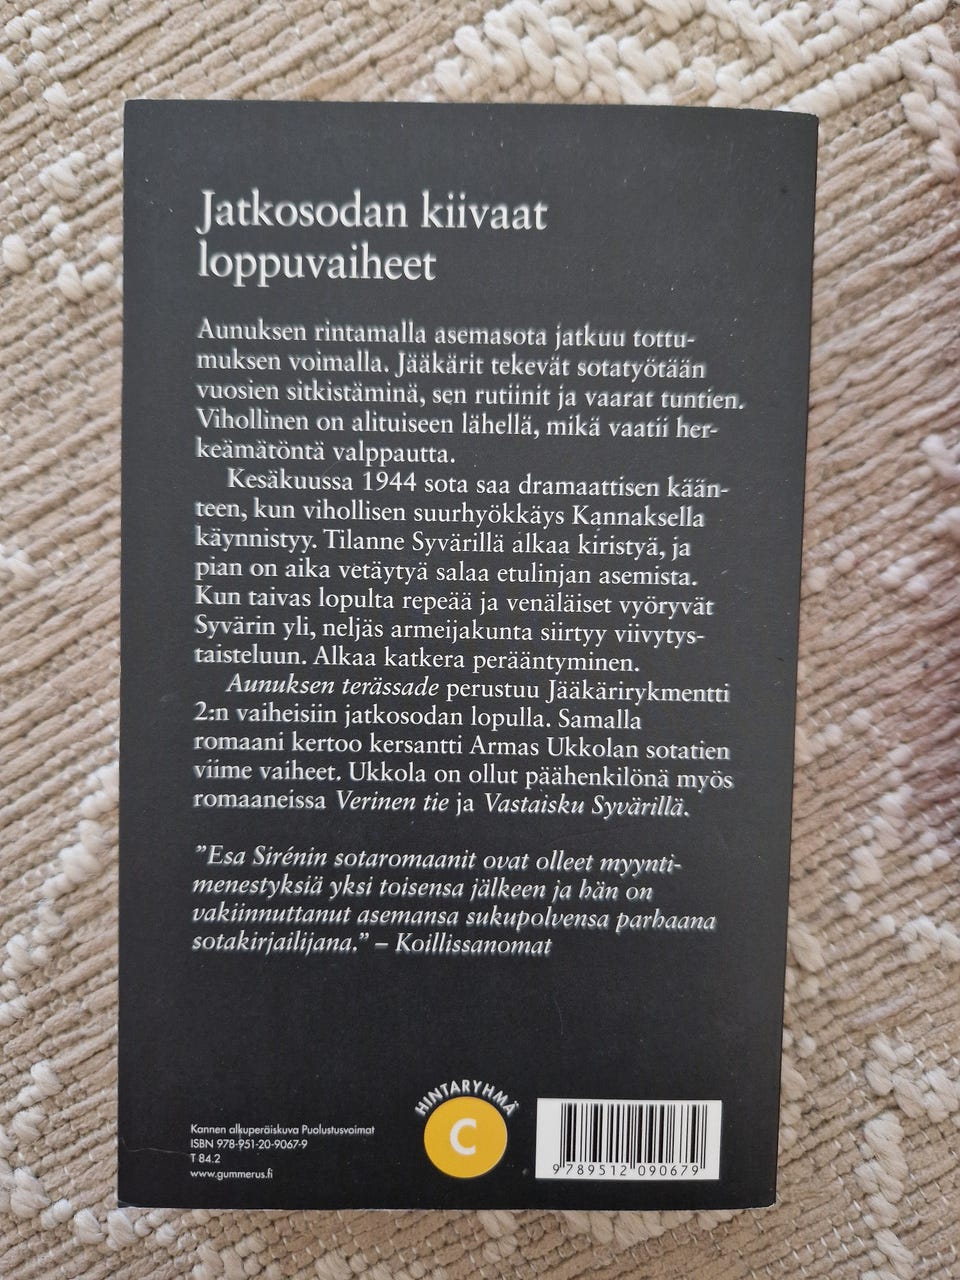 Jatkosodan kiivaat
loppuvaiheet
Aunuksen rintamalla asemasota jatkuu tottu-
muksen voimalla. Jääkärit tekevät sotatyötään
vuosien sitkistäminä, sen rutiinit ja vaarat tuntien.
Vihollinen on alituiseen lähellä, mikä vaatii her-
keämätöntä valppautta.
Kesäkuussa 1944 sota saa dramaattisen kään-
teen, kun vihollisen suurhyökkäys Kannaksella
käynnistyy. Tilanne Syvärillä alkaa kiristyä, ja
pian on aika vetäytyä salaa etulinjan asemista.
Kun taivas lopulta repeää ja venäläiset vyöryvät
Syvärin yli, neljäs armeijakunta siirtyy viivytys-
taisteluun. Alkaa katkera perääntyminen.
Aunuksen terässade perustuu Jääkärirykmentti
2:n vaiheisiin jatkosodan lopulla. Samalla
romaani kertoo kersantti Armas Ukkolan sotatien
viime vaiheet. Ukkola on ollut päähenkilönä myös
romaaneissa Verinen tie ja Vastaisku Syvärillä.
"Esa Sirénin sotaromaanit ovat olleet myynti-
menestyksiä yksi toisensa jälkeen ja hän on
vakiinnuttanut asemansa sukupolvensa parhaana
sotakirjailijana." – Koillissanomat
Kannen alkuperäiskuva Puolustusvoimat
ISBN 978-951-20-9067-9
T 84.2
www.gummerus.fi
HINTARYHMÄ
C
9 789512 090679